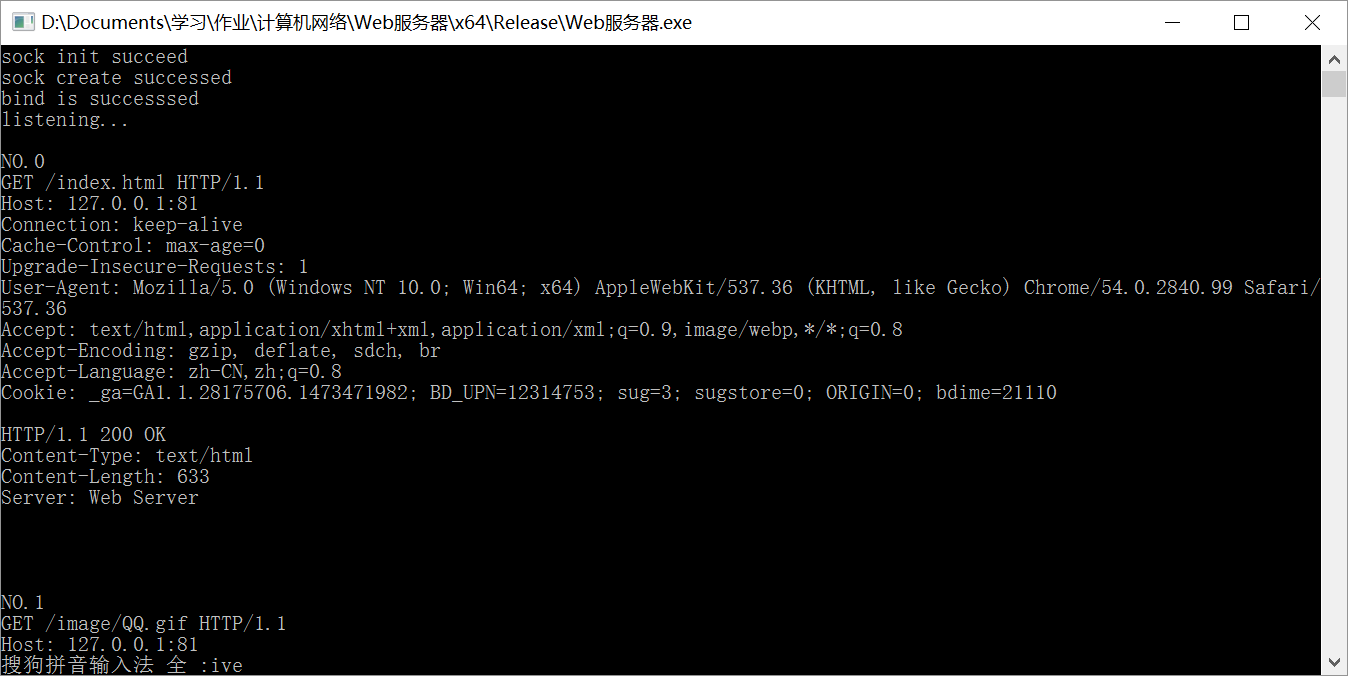 D:\Documents\学习\作业\计算机网络\Web服务器\x64\Release\Web服务器.exe
sock init succeed
sock create successed
bind is successsed
listening...
NO.0
GET /index.html HTTP/1.1
Host: 127.0.0.1:81
Connection: keep-alive
Cache-Control: max-age=0
Upgrade-Insecure-Requests: 1
User-Agent: Mozilla/5.0 (Windows NT 10.0; Win64; x64) AppleWebKit/537.36 (KHTML, like Gecko) Chrome/54.0.2840.99 Safari/
537.36
Accept: text/html,application/xhtml+xml,application/xml;q=0.9,image/webp,*/*;q=0.8
Accept-Encoding: gzip, deflate, sdch, br
Accept-Language: zh-CN,zh;q=0.8
Cookie: _ga=GA1.1.28175706.1473471982; BD_UPN=12314753; sug=3; sugstore=0; ORIGIN=0; bdime=21110
HTTP/1.1 200 OK
Content-Type: text/html
Content-Length: 633
Server: Web Server
NO.1
GET /image/QQ.gif HTTP/1.1
Host: 127.0.0.1:81
搜狗拼音输入法 全 :ive